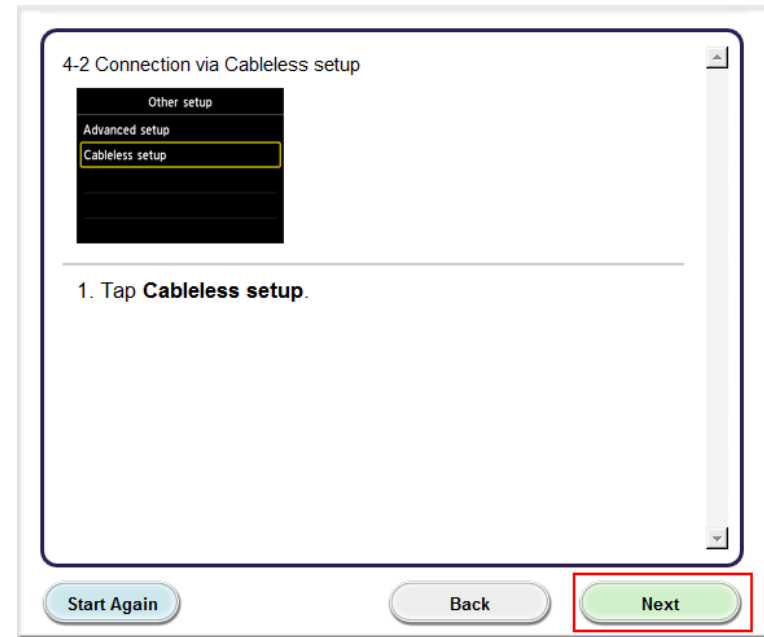 4-2 Connection via Cableless setup
Other setup
Advanced setup
Cableless setup
1. Tap Cableless setup.
Start Again
Back
Next